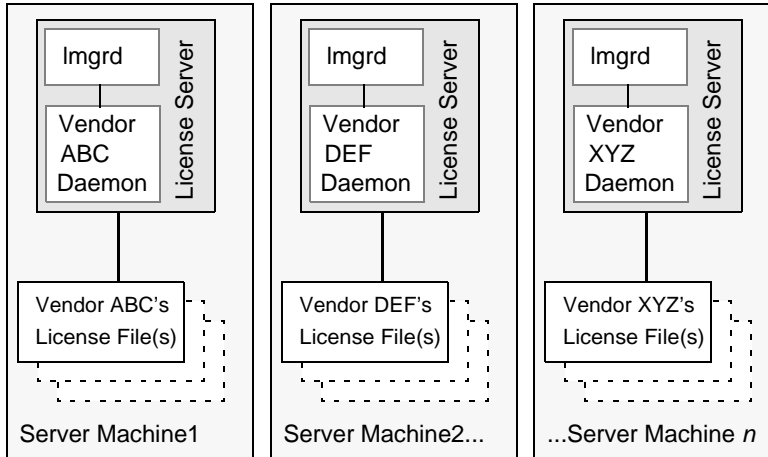 lmgrd
Vendor
ABC
Daemon
License Server
Vendor ABC's
License File(s)
Server Machine1
lmgrd
Vendor
DEF
Daemon
License Server
Vendor DEF's
License File(s)
Server Machine2...
lmgrd
Vendor
XYZ
Daemon
License Server
Vendor XYZ's
License File(s)
...Server Machine n